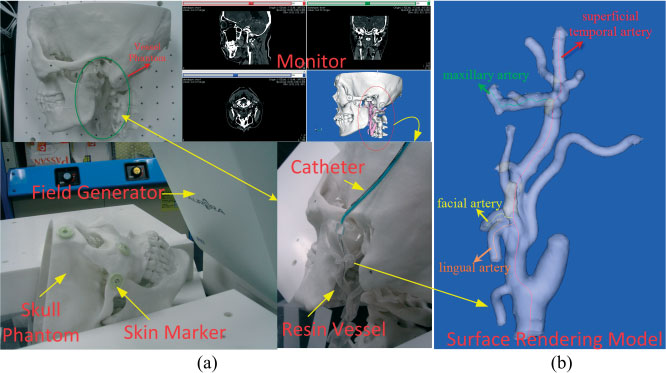 Vessel
Phantom
Monitor
Catheter
Field Generator
Skull
Phantom
Skin Marker
Resin Vessel
superficial
temporal artery
maxillary artery
facial artery
lingual artery
Surface Rendering Model
(a)
(b)